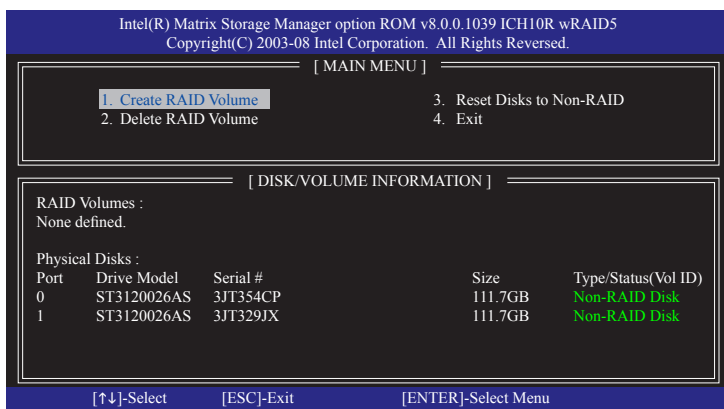 Intel(R) Matrix Storage Manager option ROM v8.0.0.1039 ICH10R wRAID5
Copyright(C) 2003-08 Intel Corporation. All Rights Reversed.
[ MAIN MENU ]
1. Create RAID Volume 3. Reset Disks to Non-RAID
2. Delete RAID Volume 4. Exit
[ DISK/VOLUME INFORMATION ]
RAID Volumes :
None defined.
Physical Disks :
Port Drive Model Serial # Size Type/Status(Vol ID)
0 ST3120026AS 3JT354CP 111.7GB Non-RAID Disk
1 ST3120026AS 3JT329JX 111.7GB Non-RAID Disk
[↑↓]-Select [ESC]-Exit [ENTER]-Select Menu